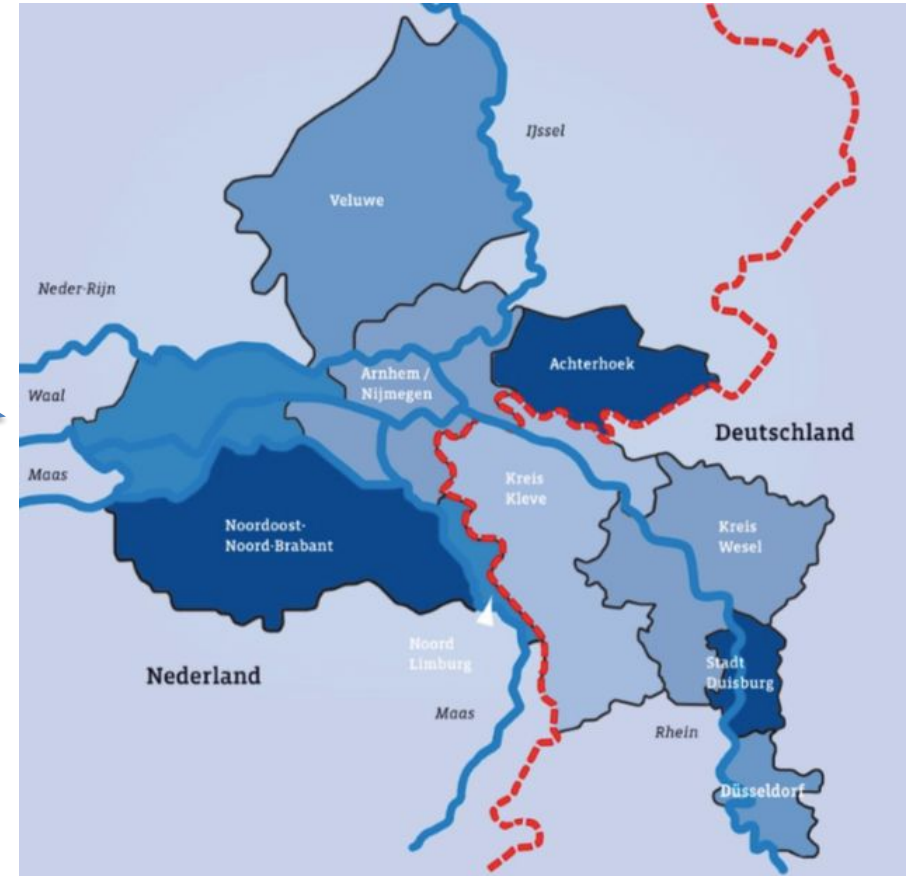 IJssel
Veluwe
Neder-Rijn
Achterhoek
Arnhem /
Nijmegen
Waal
Deutschland
Maas
Kreis
Kleve
Noordoost-
Noord-Brabant
Kreis
Wesel
Noord
Limburg
Stadt
Duisburg
Nederland
Maas
Rhein
Düsseldorf